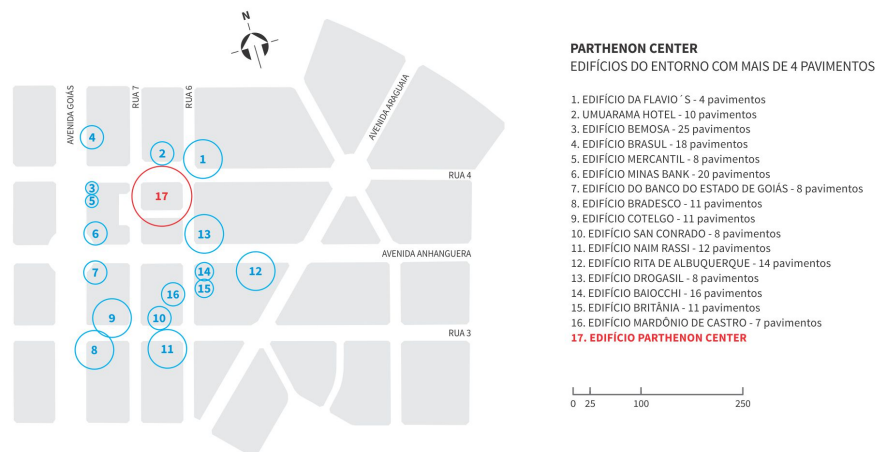 N
AVENIDA GOIÁS
RUA 7
RUA 6
AVENIDA ARAGUAIA
4
2
1
RUA 4
3
5
17
6
13
AVENIDA ANHANGUERA
7
14
12
15
16
9
10
RUA 3
8
11
PARTHENON CENTER
EDIFÍCIOS DO ENTORNO COM MAIS DE 4 PAVIMENTOS
1. EDIFÍCIO DA FLAVIO ´S - 4 pavimentos
2. UMUARAMA HOTEL - 10 pavimentos
3. EDIFÍCIO BEMOSA - 25 pavimentos
4. EDIFÍCIO BRASUL - 18 pavimentos
5. EDIFÍCIO MERCANTIL - 8 pavimentos
6. EDIFÍCIO MINAS BANK - 20 pavimentos
7. EDIFÍCIO DO BANCO DO ESTADO DE GOIÁS - 8 pavimentos
8. EDIFÍCIO BRADESCO - 11 pavimentos
9. EDIFÍCIO COTELGO - 11 pavimentos
10. EDIFÍCIO SAN CONRADO - 8 pavimentos
11. EDIFÍCIO NAIM RASSI - 12 pavimentos
12. EDIFÍCIO RITA DE ALBUQUERQUE - 14 pavimentos
13. EDIFÍCIO DROGASIL - 8 pavimentos
14. EDIFÍCIO BAIOCCHI - 16 pavimentos
15. EDIFÍCIO BRITÂNIA - 11 pavimentos
16. EDIFÍCIO MARDÔNIO DE CASTRO - 7 pavimentos
17. EDIFÍCIO PARTHENON CENTER
0 25 100 250